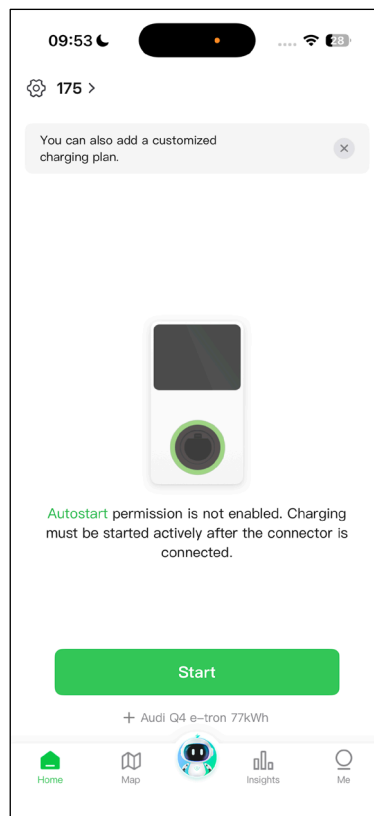 09:53
28
175 >
You can also add a customized
charging plan.
Autostart permission is not enabled. Charging
must be started actively after the connector is
connected.
Start
+ Audi Q4 e-tron 77kWh
Home
Map
Insights
Me